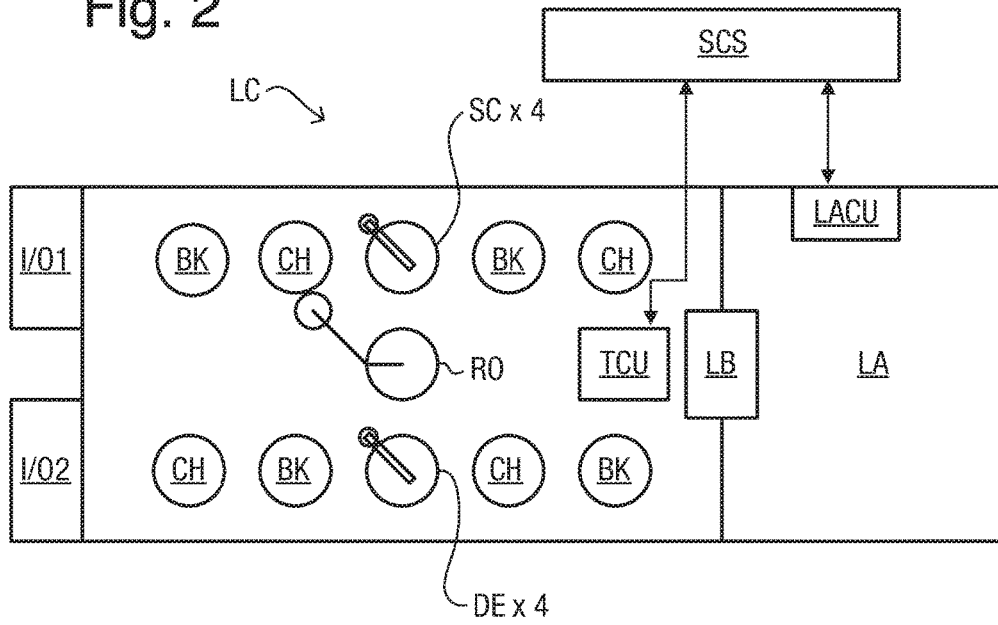 Fig. 2
SCS
LC
SC x 4
LACU
I/O1
BK
CH
BK
CH
RO
TCU
LB
LA
I/O2
CH
BK
CH
BK
DE x 4